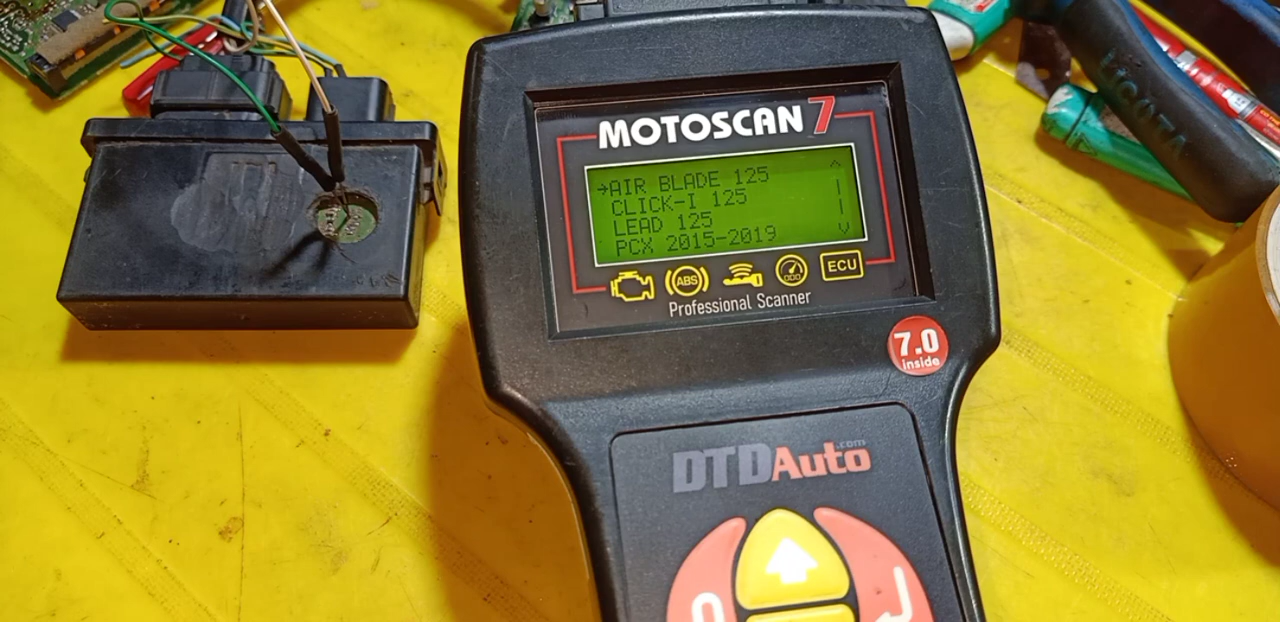 MOTOSCAN 7
→AIR BLADE 125
CLICK-I 125
LEAD 125
PCX 2015-2019
ABS
ECU
Professional Scanner
7.0
inside
DTDAuto
.com